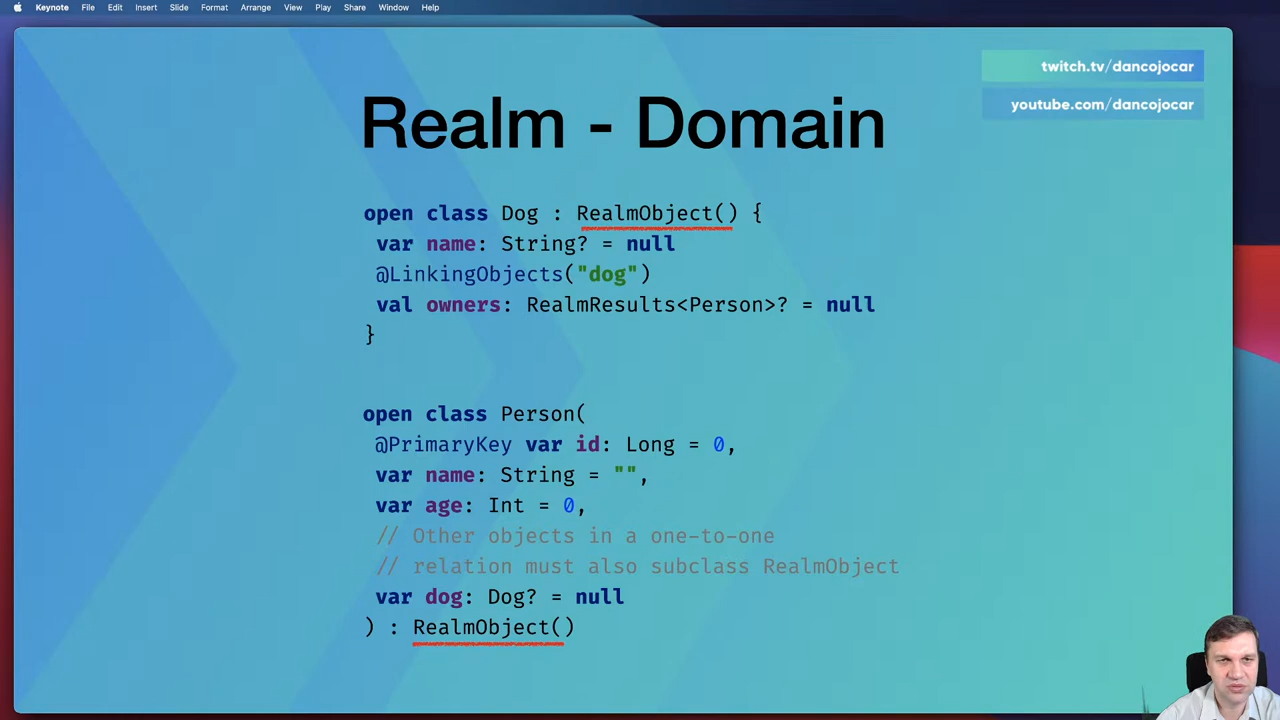 Keynote File Edit Insert Slide Format Arrange View Play Share Window Help
twitch.tv/dancojocar
youtube.com/dancojocar
Realm - Domain
open class Dog : RealmObject() {
var name: String? = null
@LinkingObjects("dog")
val owners: RealmResults<Person>? = null
}
open class Person(
@PrimaryKey var id: Long = 0,
var name: String = "",
var age: Int = 0,
// Other objects in a one-to-one
// relation must also subclass RealmObject
var dog: Dog? = null
) : RealmObject()